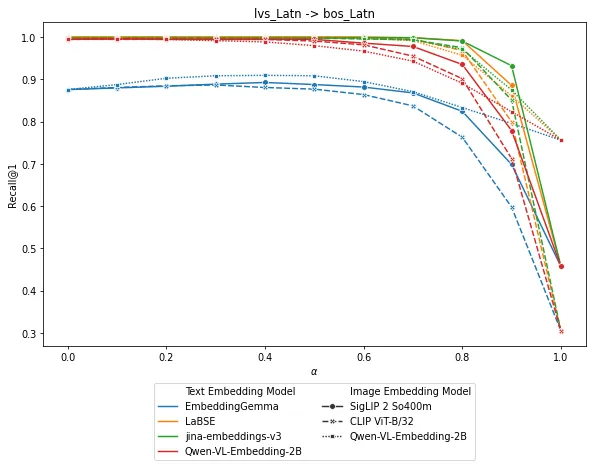 lvs_Latn -> bos_Latn
Recall@1
1.0
0.9
0.8
0.7
0.6
0.5
0.4
0.3
0.0 0.2 0.4 0.6 0.8 1.0
α
Text Embedding Model Image Embedding Model
EmbeddingGemma SigLIP 2 So400m
LaBSE CLIP ViT-B/32
jina-embeddings-v3 Qwen-VL-Embedding-2B
Qwen-VL-Embedding-2B